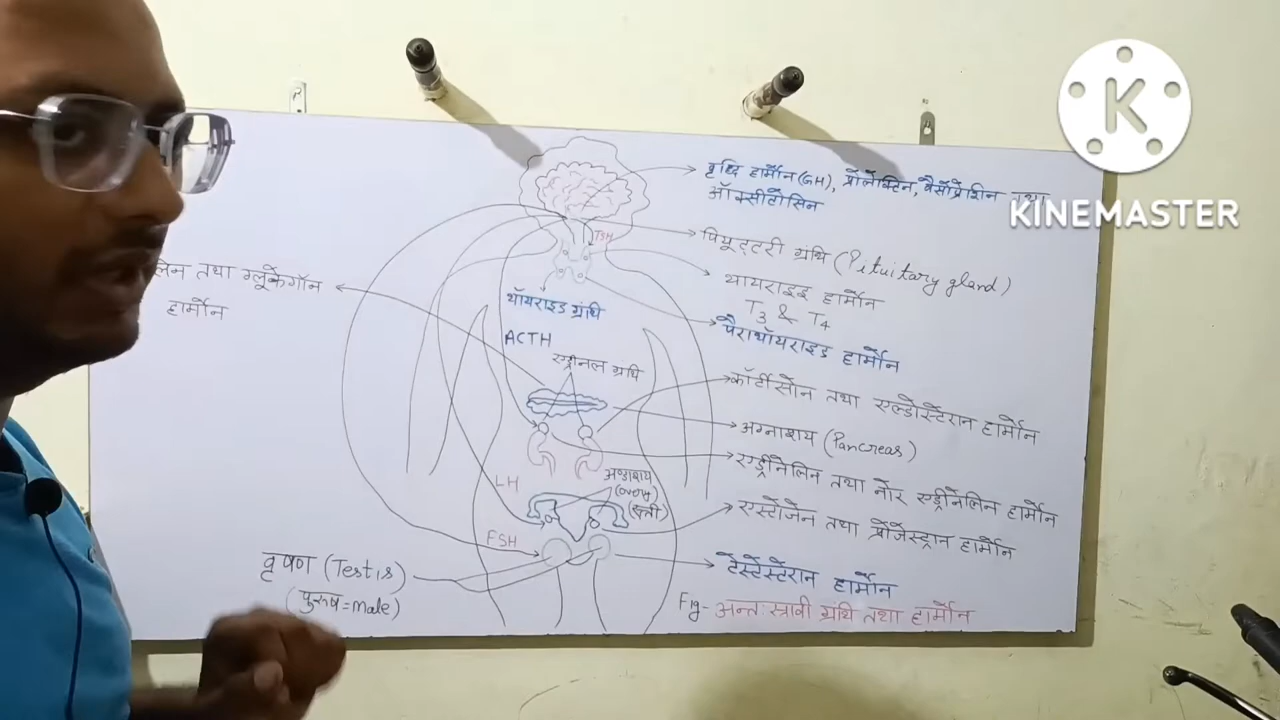 वृद्धि हार्मोन (GH), प्रोलेक्टिन, वैसोप्रेशिन तथा
ऑक्सीटोसिन
KINEMASTER
TSH
पियूट्टरी ग्रंथि (Pituitary gland)
लिन तथा ग्लूकेगॉन
हार्मोन
थायराइड हार्मोन
T3 & T4
थॉयराइड ग्रंथि
पैराथॉयराइड हार्मोन
ACTH
एड्रीनल ग्रंथि
कॉर्टीसोन तथा एल्डोस्टेरान हार्मोन
अग्नाशय (Pancreas)
एड्रीनेलिन तथा नोर एड्रीनेलिन हार्मोन
LH
अण्डाशय
(ovary)
(स्त्री)
एस्टोजेन तथा प्रोजेस्ट्रान हार्मोन
FSH
वृषण (Testis)
(पुरुष = male)
टेस्टेस्टेरान हार्मोन
Fig- अन्तः स्त्रावी ग्रंथि तथा हार्मोन